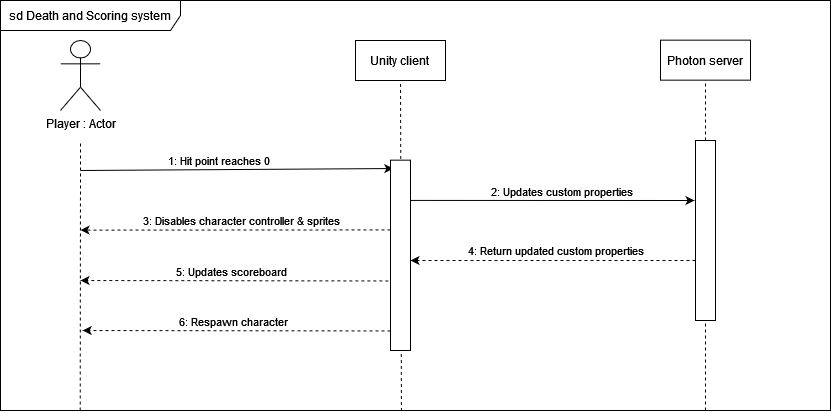 sd Death and Scoring system
Unity client
Photon server
Player : Actor
1: Hit point reaches 0
2: Updates custom properties
3: Disables character controller & sprites
4: Return updated custom properties
5: Updates scoreboard
6: Respawn character